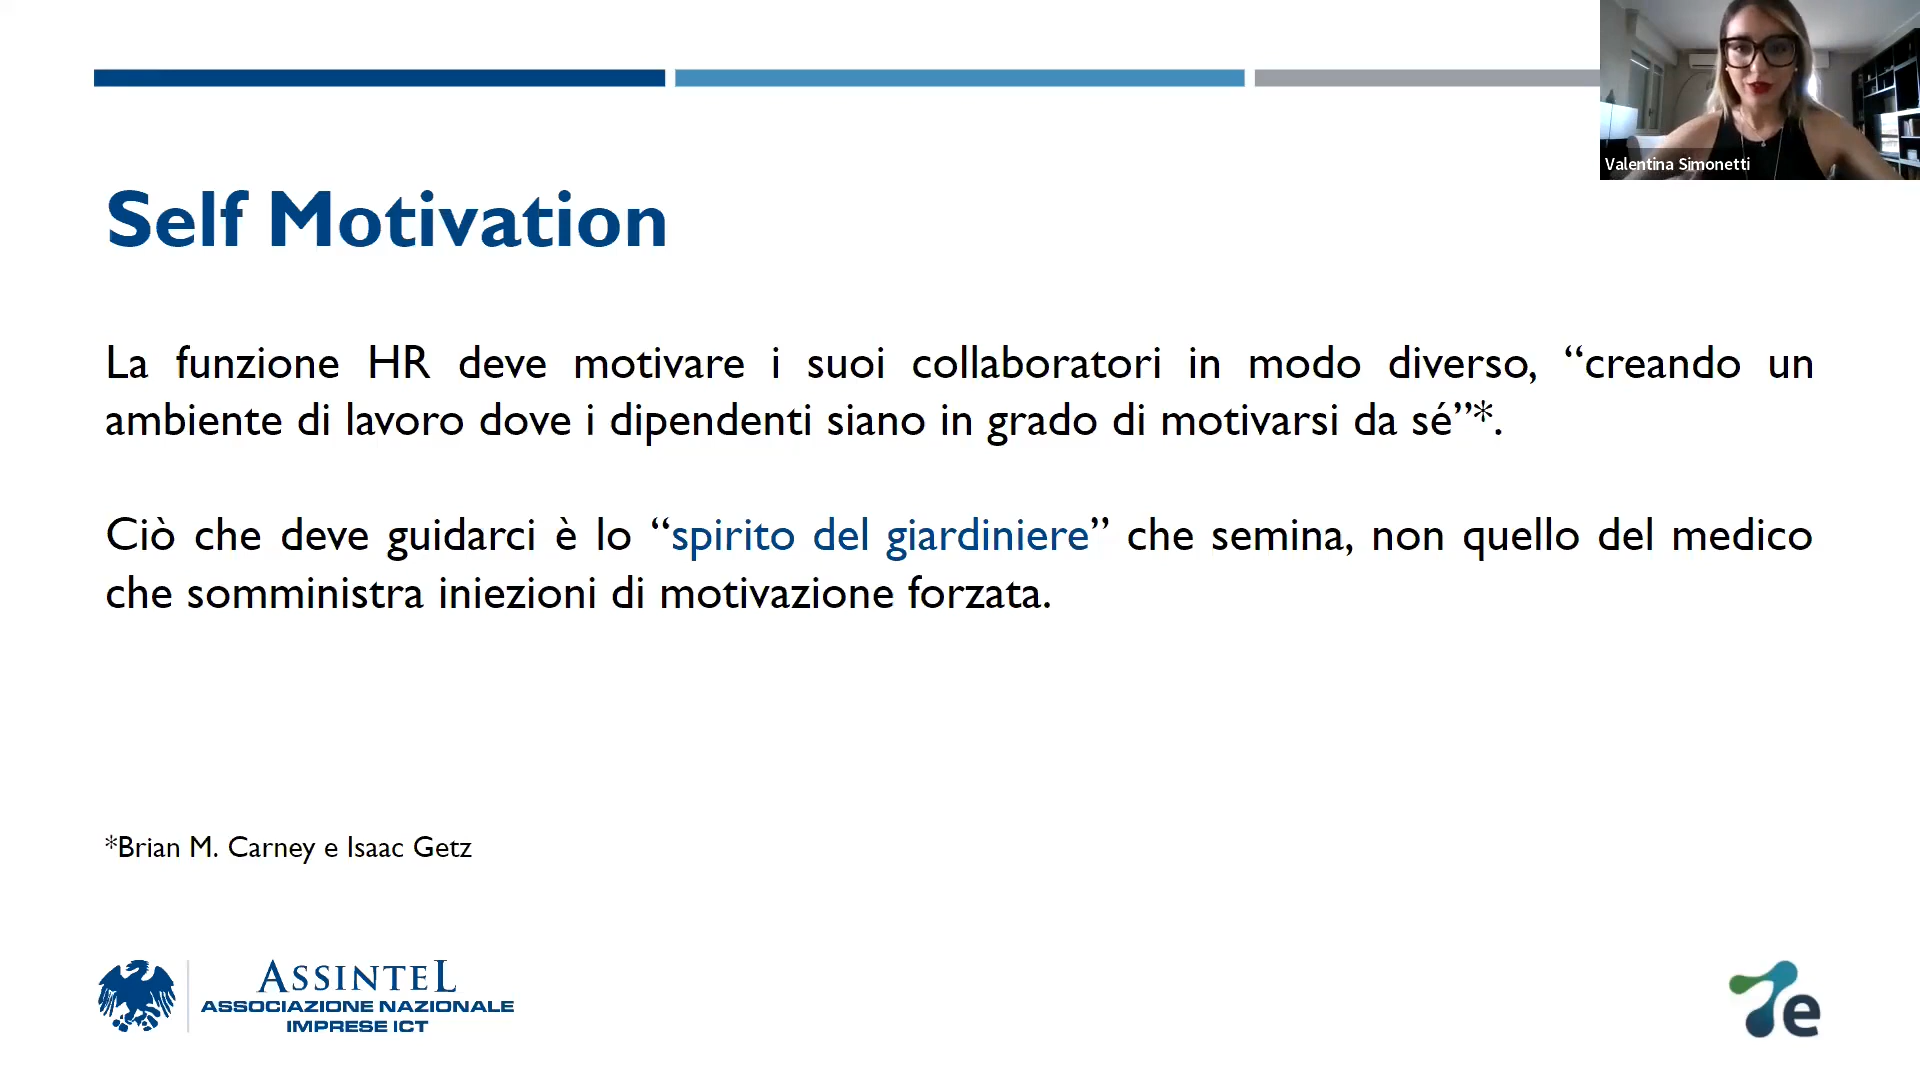 Valentina Simonetti
Self Motivation
La funzione HR deve motivare i suoi collaboratori in modo diverso, “creando un
ambiente di lavoro dove i dipendenti siano in grado di motivarsi da sé”*.
Ciò che deve guidarci è lo “spirito del giardiniere” che semina, non quello del medico
che somministra iniezioni di motivazione forzata.
*Brian M. Carney e Isaac Getz
ASSINTEL
ASSOCIAZIONE NAZIONALE
IMPRESE ICT
e